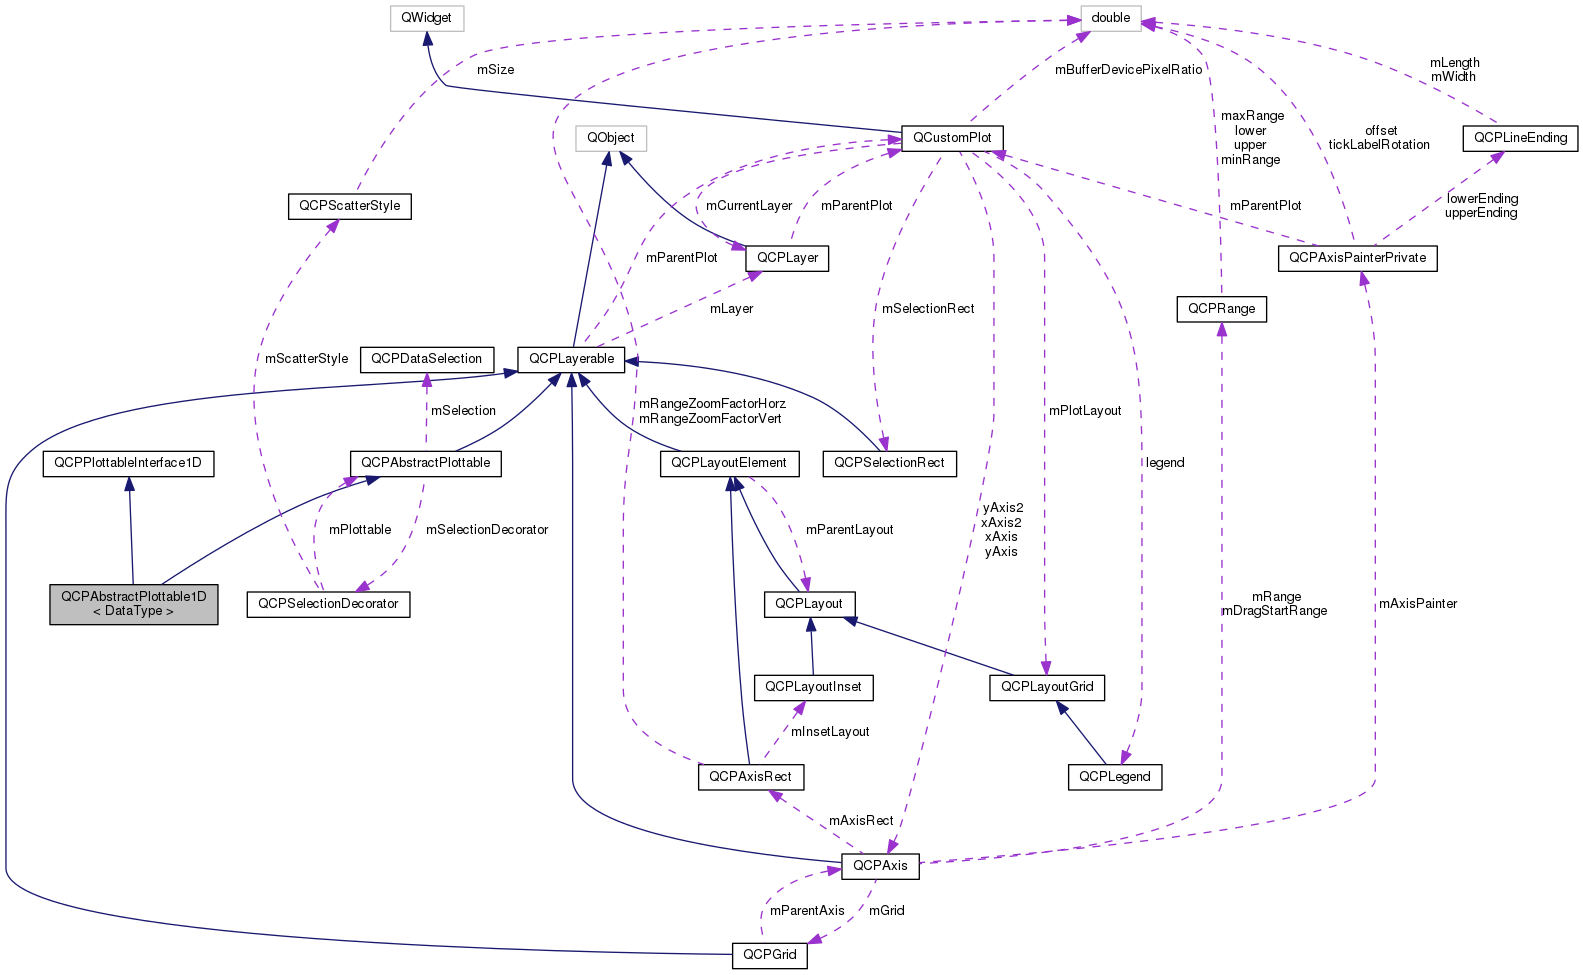 QWidget
double
mSize
mBufferDevicePixelRatio
mLength
mWidth
QObject
QCustomPlot
maxRange
lower
upper
minRange
offset
tickLabelRotation
QCPLineEnding
QCPScatterStyle
mCurrentLayer
mParentPlot
mParentPlot
lowerEnding
upperEnding
mParentPlot
QCPLayer
QCPAxisPainterPrivate
mLayer
mSelectionRect
QCPRange
mScatterStyle
QCPDataSelection
QCPLayerable
mSelection
mRangeZoomFactorHorz
mRangeZoomFactorVert
mPlotLayout
QCPPlottableInterface1D
QCPAbstractPlottable
QCPLayoutElement
QCPSelectionRect
legend
mPlottable
mSelectionDecorator
mParentLayout
yAxis2
xAxis2
xAxis
yAxis
QCPAbstractPlottable1D
< DataType >
QCPSelectionDecorator
QCPLayout
mRange
mDragStartRange
mAxisPainter
QCPLayoutInset
QCPLayoutGrid
mInsetLayout
QCPAxisRect
QCPLegend
mAxisRect
QCPAxis
mParentAxis
mGrid
QCPGrid